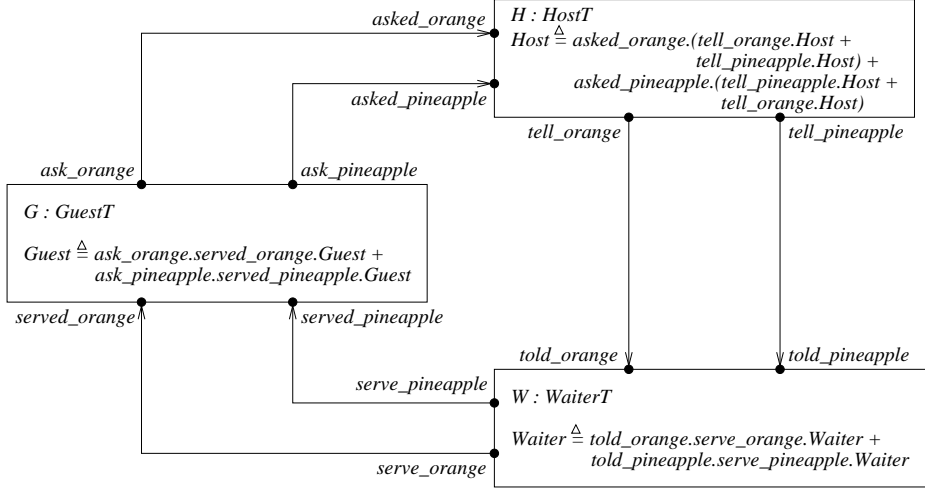 asked_orange
H : HostT
Host ≜ asked_orange.(tell_orange.Host +
tell_pineapple.Host) +
asked_pineapple.(tell_pineapple.Host +
tell_orange.Host)
asked_pineapple
tell_orange
tell_pineapple
ask_orange
ask_pineapple
G : GuestT
Guest ≜ ask_orange.served_orange.Guest +
ask_pineapple.served_pineapple.Guest
served_orange
served_pineapple
told_orange
told_pineapple
serve_pineapple
W : WaiterT
Waiter ≜ told_orange.serve_orange.Waiter +
told_pineapple.serve_pineapple.Waiter
serve_orange